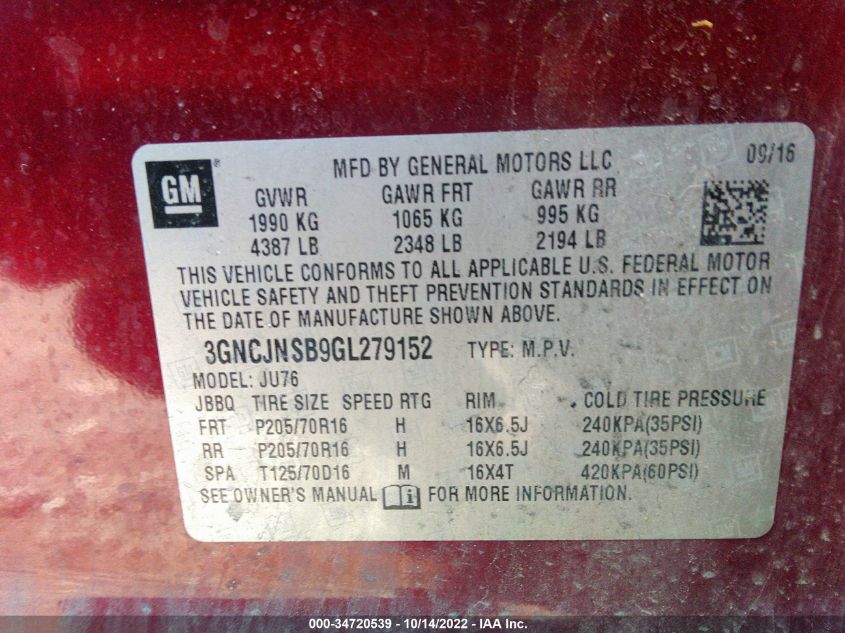 GM ®
MFD BY GENERAL MOTORS LLC 09/16
GVWR GAWR FRT GAWR RR
1990 KG 1065 KG 995 KG
4387 LB 2348 LB 2194 LB
THIS VEHICLE CONFORMS TO ALL APPLICABLE U.S. FEDERAL MOTOR
VEHICLE SAFETY AND THEFT PREVENTION STANDARDS IN EFFECT ON
THE DATE OF MANUFACTURE SHOWN ABOVE.
3GNCJNSB9GL279152 TYPE: M.P.V.
MODEL: JU76
JBBQ TIRE SIZE SPEED RTG RIM COLD TIRE PRESSURE
FRT P205/70R16 H 16X6.5J 240KPA(35PSI)
RR P205/70R16 H 16X6.5J 240KPA(35PSI)
SPA T125/70D16 M 16X4T 420KPA(60PSI)
SEE OWNER'S MANUAL FOR MORE INFORMATION.
000-34720539 - 10/14/2022 - IAA Inc.